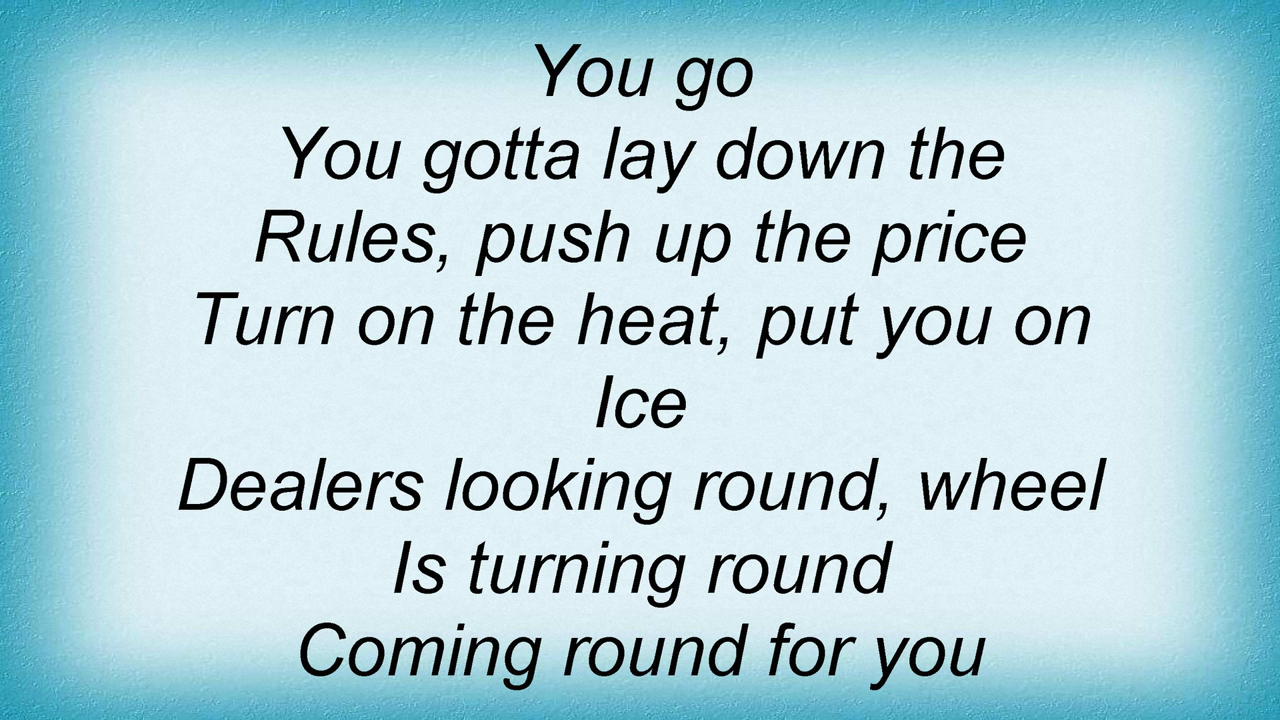 You go
You gotta lay down the
Rules, push up the price
Turn on the heat, put you on
Ice
Dealers looking round, wheel
Is turning round
Coming round for you